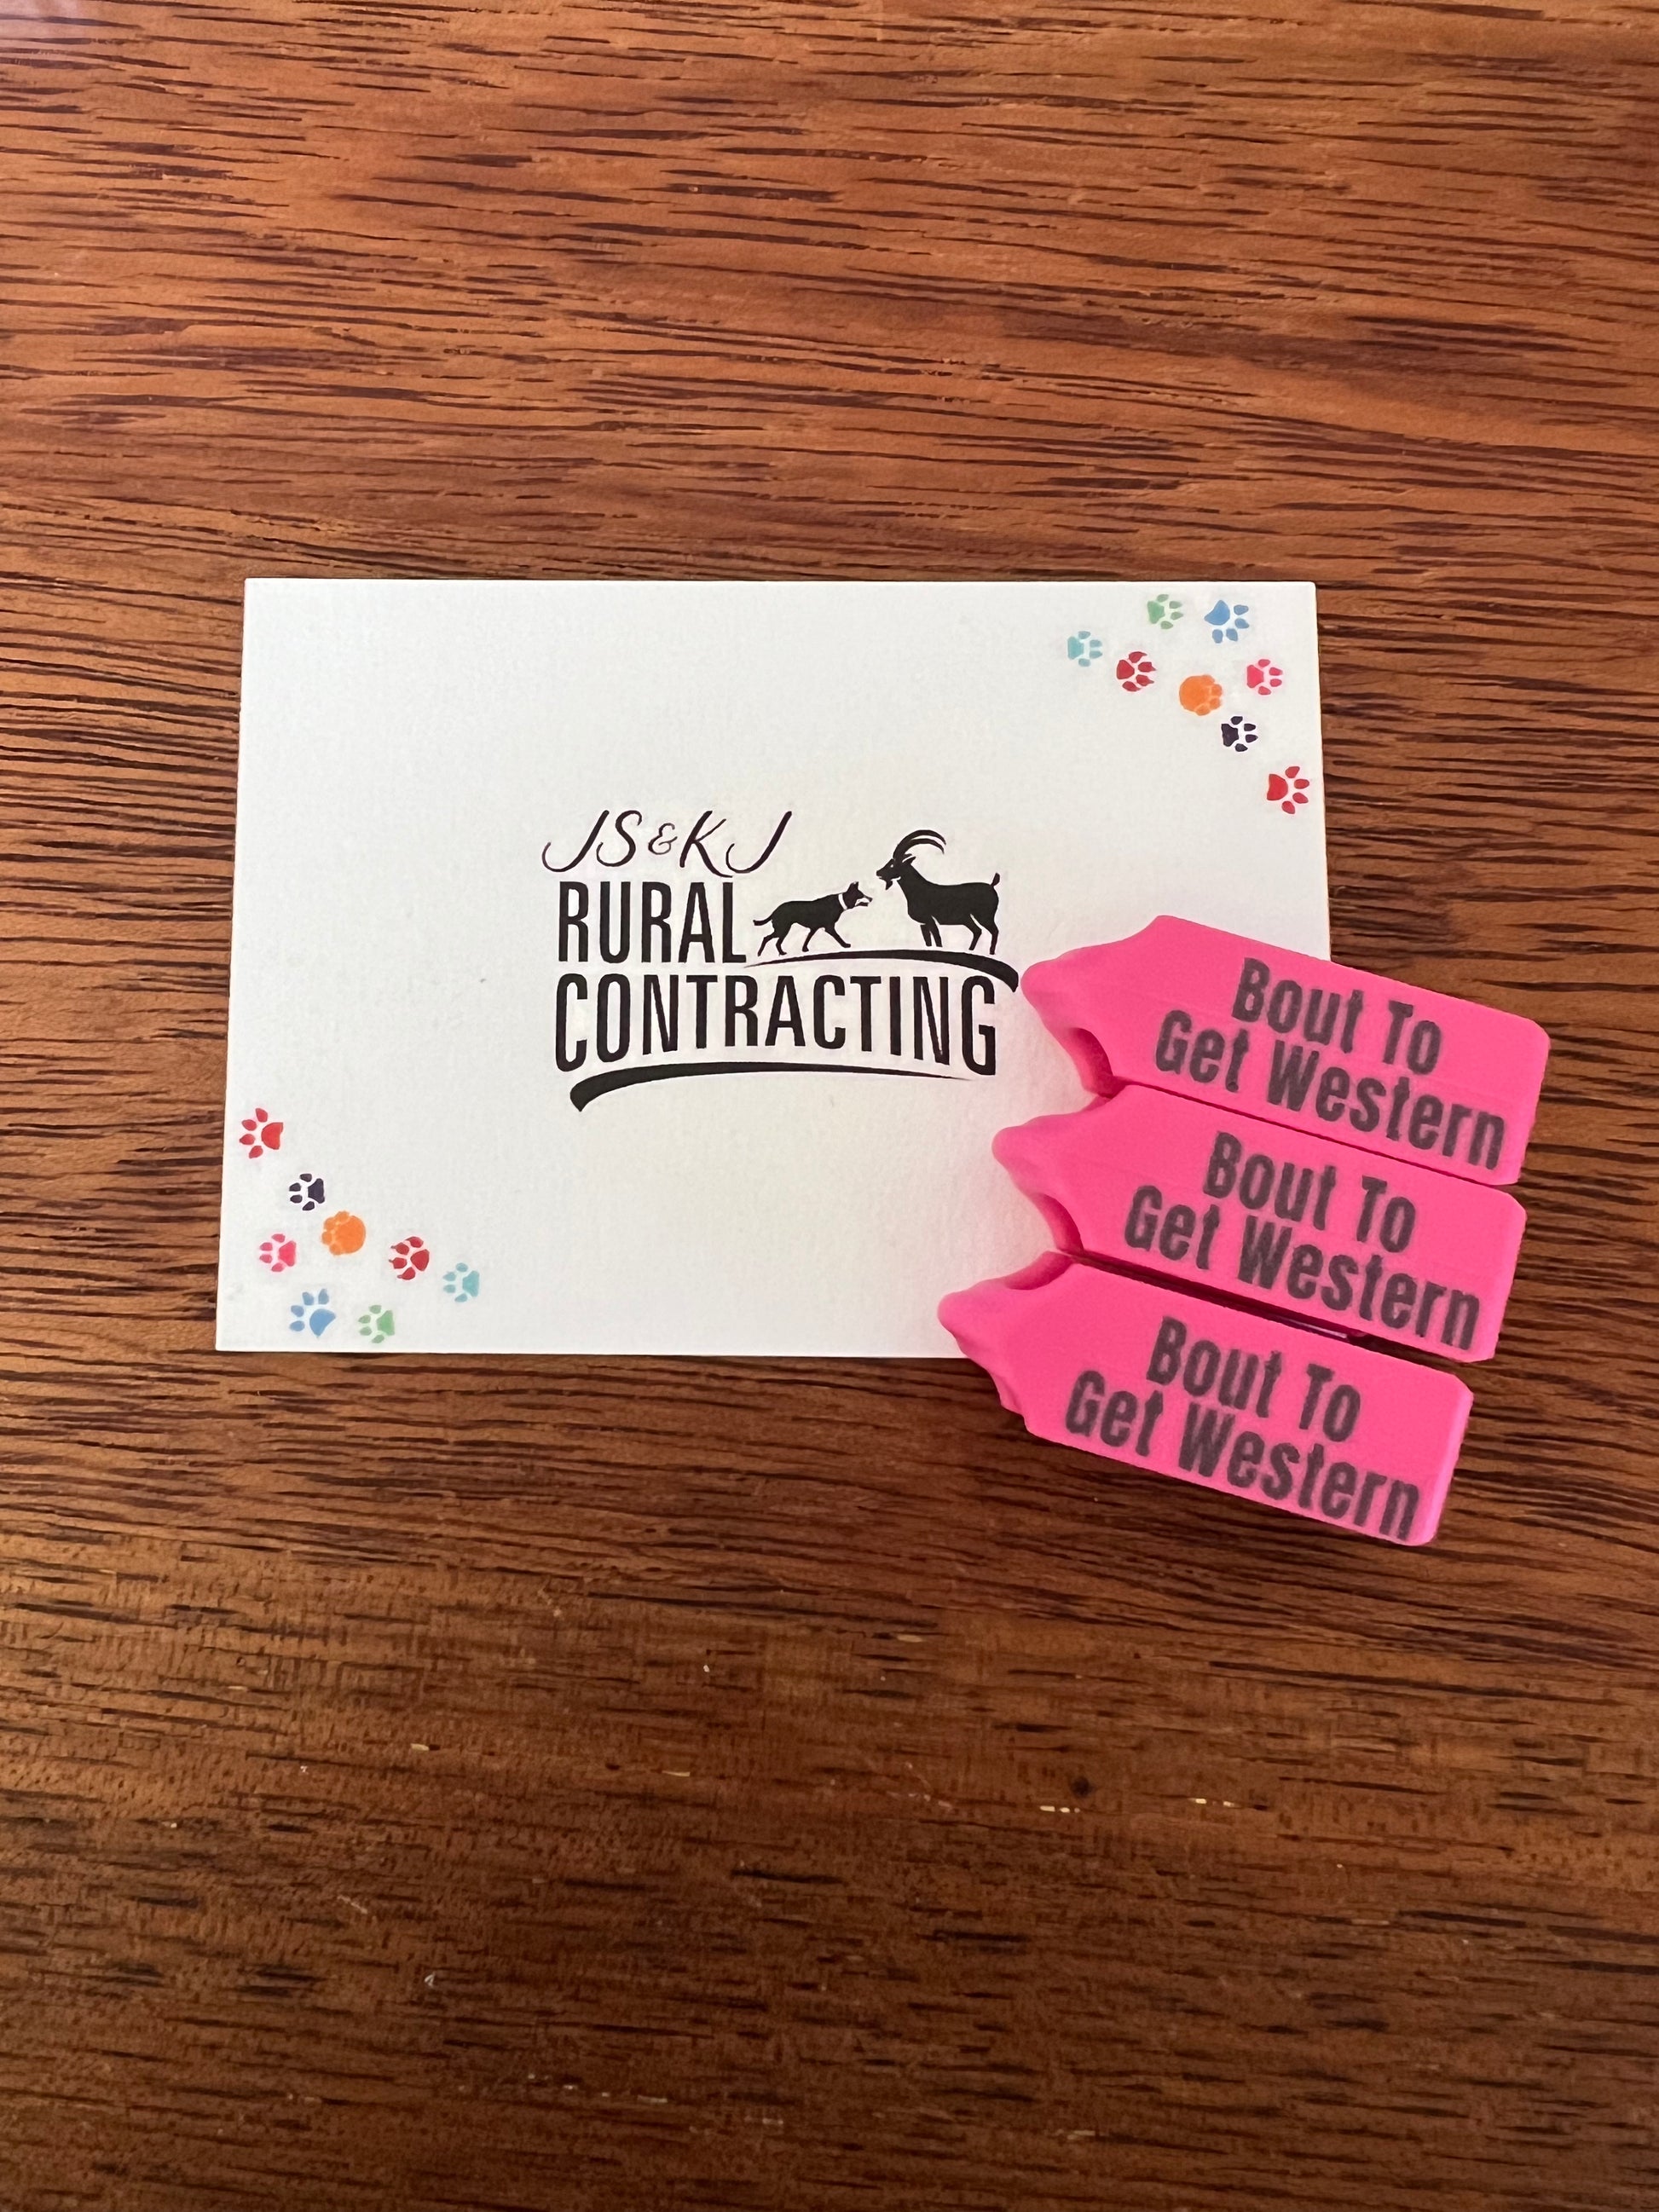 JS&KJ
RURAL
CONTRACTING
Bout To
Get Western
Bout To
Get Western
Bout To
Get Western